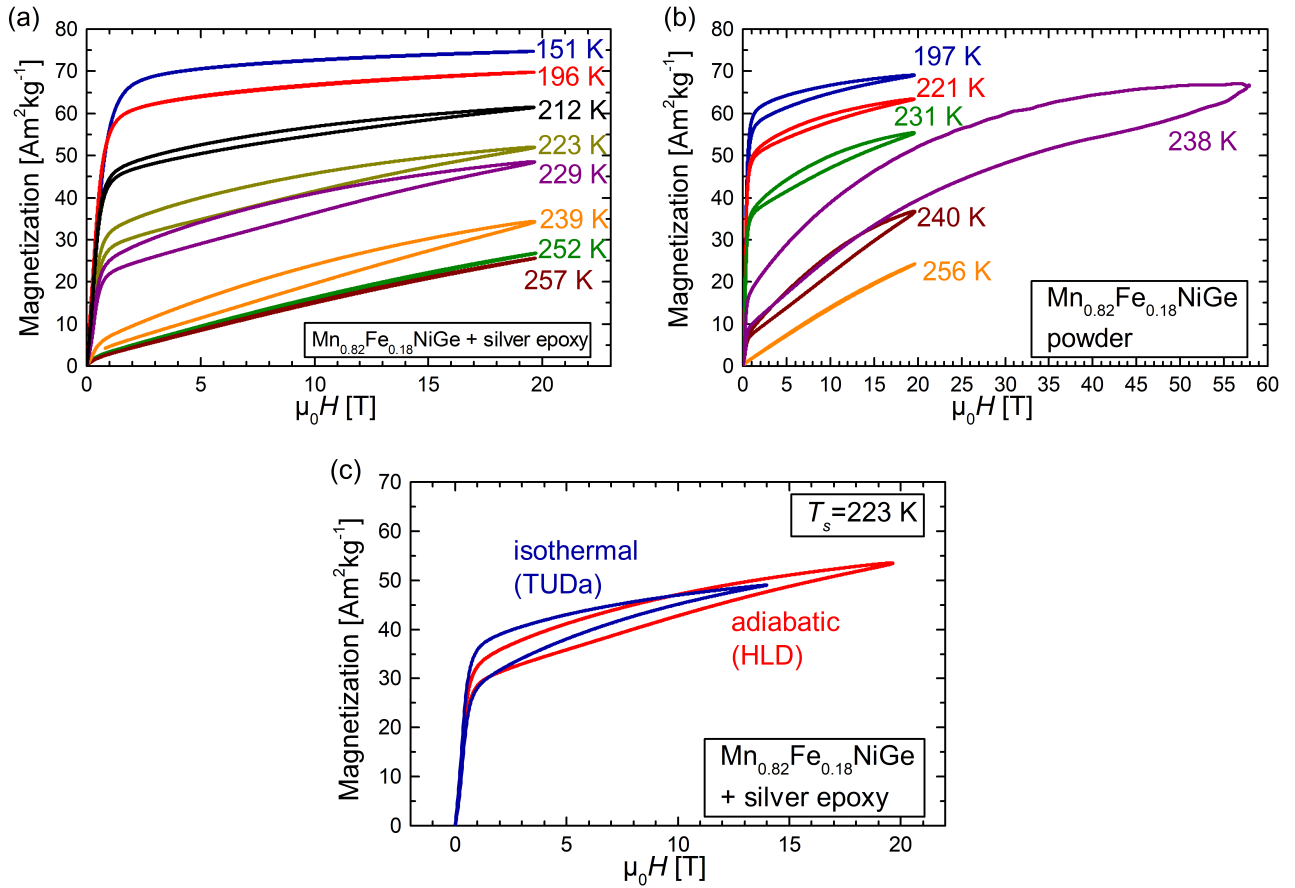 (a)
Magnetization [Am²kg⁻¹]
80
70
60
50
40
30
20
10
0
151 K
196 K
212 K
223 K
229 K
239 K
252 K
257 K
Mn₀.₈₂Fe₀.₁₈NiGe + silver epoxy
0 5 10 15 20
µ₀H [T]
(b)
Magnetization [Am²kg⁻¹]
80
70
60
50
40
30
20
10
0
197 K
221 K
231 K
238 K
240 K
256 K
Mn₀.₈₂Fe₀.₁₈NiGe
powder
0 5 10 15 20 25 30 35 40 45 50 55 60
µ₀H [T]
(c)
Magnetization [Am²kg⁻¹]
70
60
50
40
30
20
10
0
Tₛ=223 K
isothermal
(TUDa)
adiabatic
(HLD)
Mn₀.₈₂Fe₀.₁₈NiGe
+ silver epoxy
0 5 10 15 20
µ₀H [T]